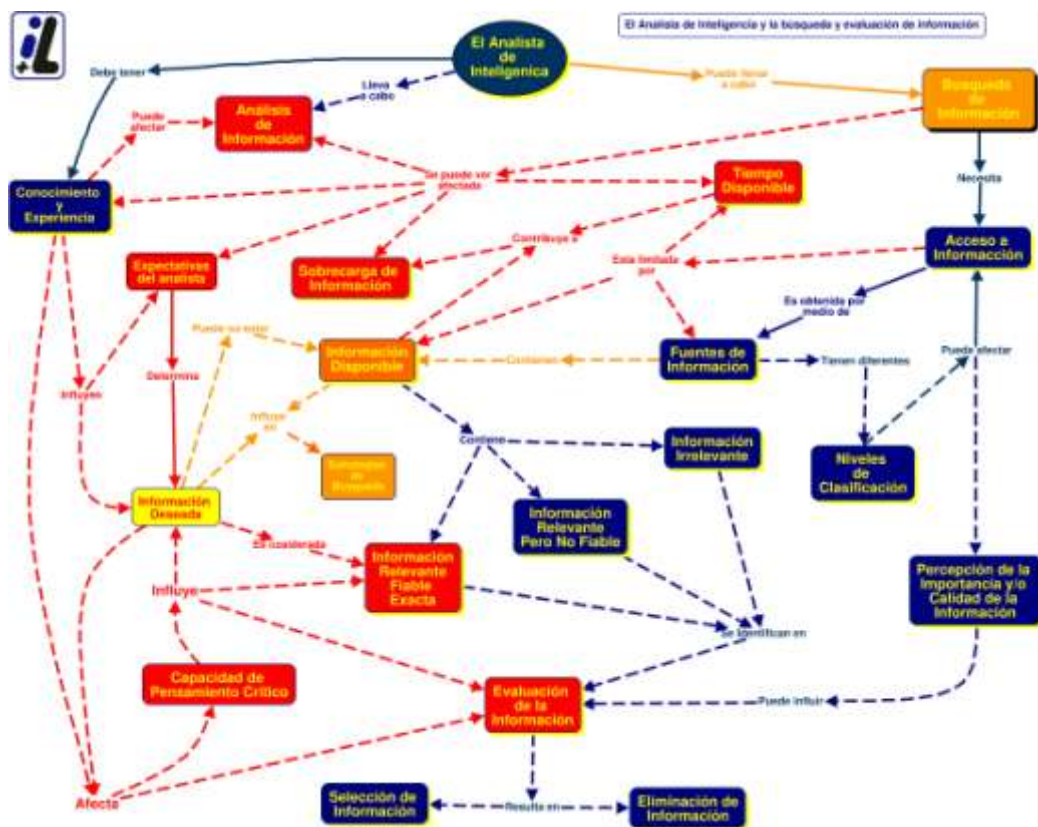 iL
El Analisis de Inteligencia y la busqueda y evaluación de información
El Analista
de
Inteligenica
Debe tener
Lleva
a cabo
Puede llevar
a cabo
Busqueda
de
Información
Análisis
de
Información
Puede
afectar
Se puede ver
afectada
Tiempo
Disponible
Necesita
Conocimiento
y
Experiencia
Contribuye a
Acceso a
Informacción
Expectativas
del analista
Sobrecarga de
Información
Esta limitada
por
Es obtenida por
medio de
Puede no estar
Información
Disponible
Contienen
Fuentes de
Información
Tienen diferentes
Puede afectar
Determina
Influyen
Influye
en
Contiene
Información
Irrelevante
Niveles
de
Clasificación
de
Búsqueda
Información
Deseada
Información
Relevante
Pero No Fiable
Es cosiderada
Información
Relevante
Fiable
Exacta
Percepción de la
Importancia y/o
Calidad de la
Información
Influye
Se identifican en
Capacidad de
Pensamiento Crítico
Evaluación
de la
Información
Puede influir
Afecta
Selección de
Información
Resulta en
Eliminación de
Información